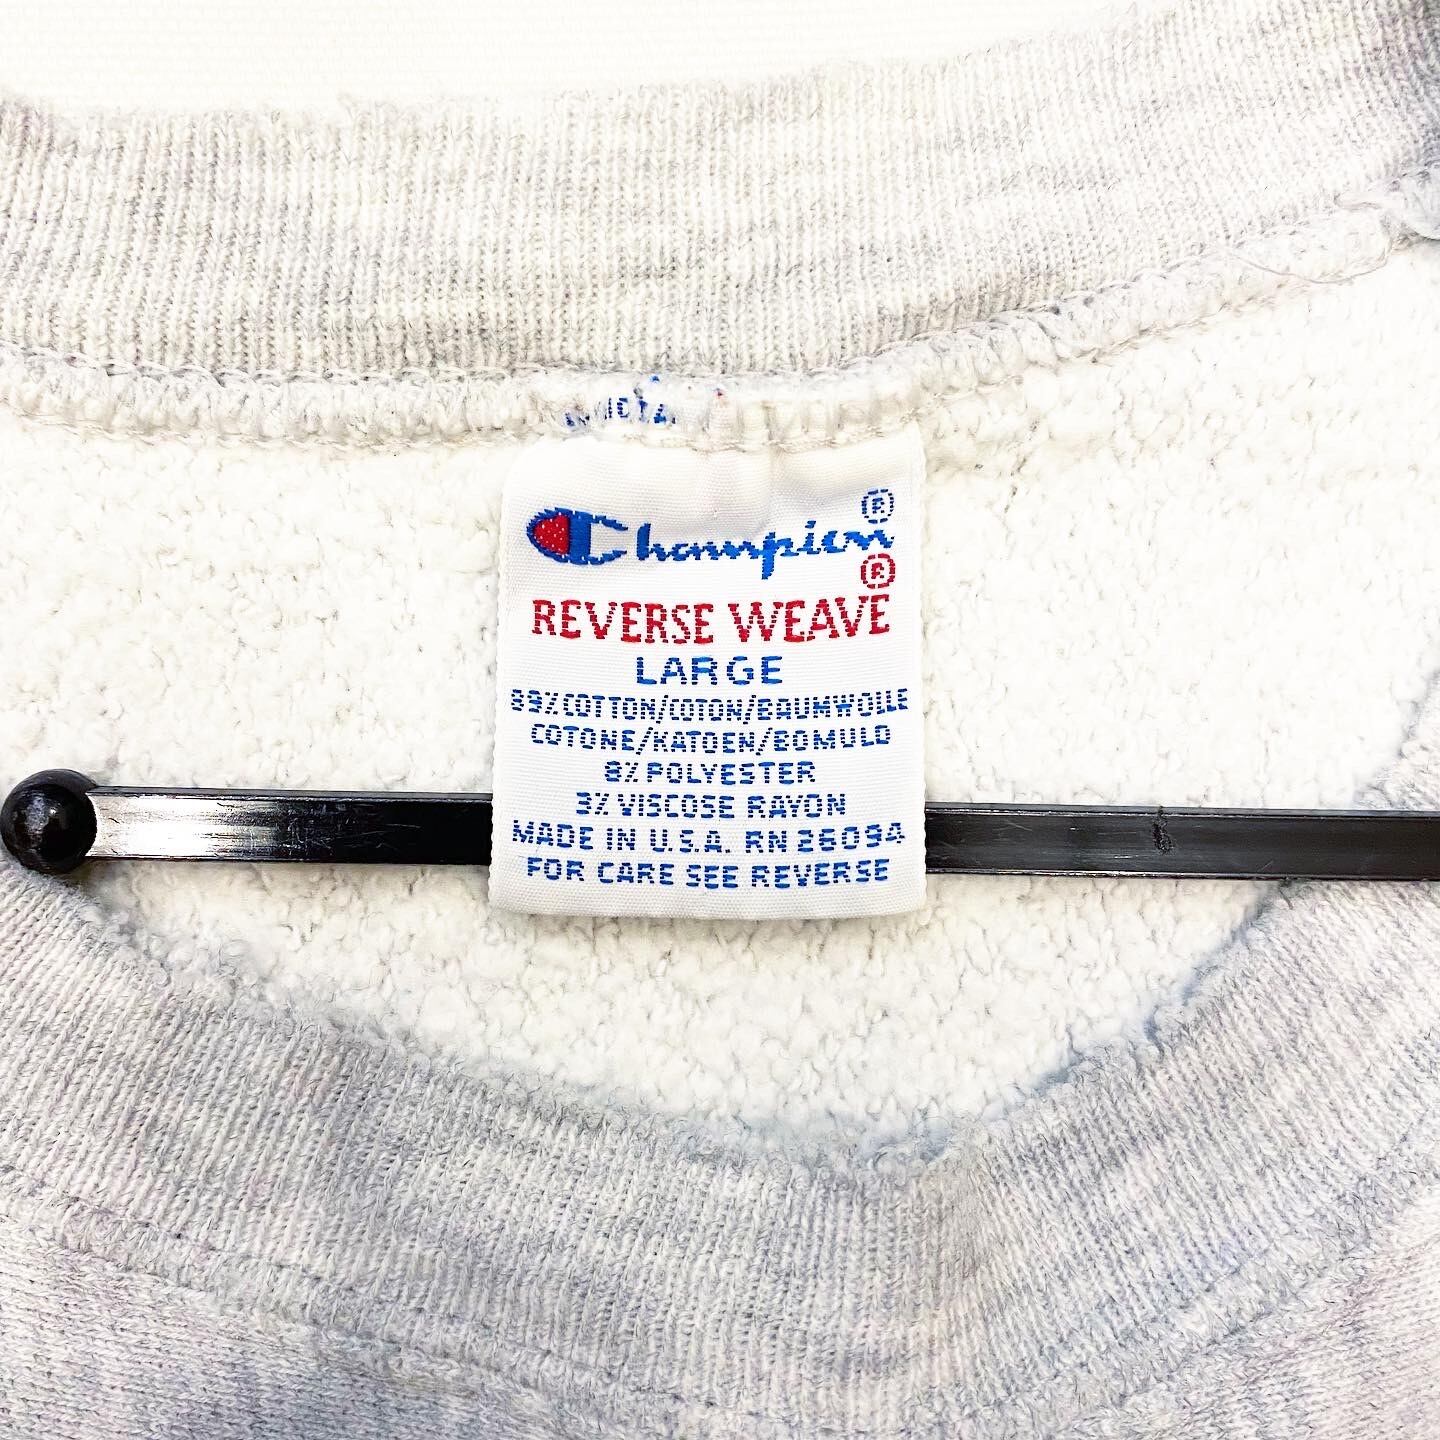 Champion®
®
REVERSE WEAVE
LARGE
89% COTTON/COTON/BAUMWOLLE
COTONE/KATOEN/BOMULD
8% POLYESTER
3% VISCOSE RAYON
MADE IN U.S.A. RN 26094
FOR CARE SEE REVERSE